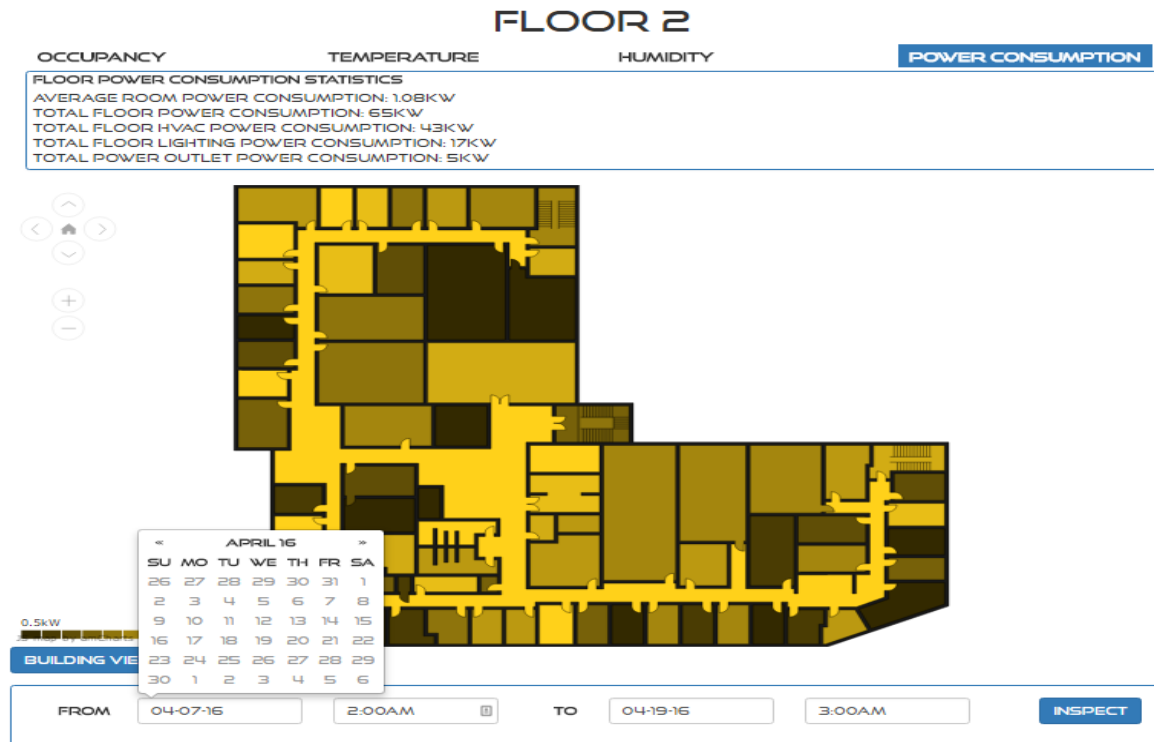 FLOOR 2
OCCUPANCY TEMPERATURE HUMIDITY POWER CONSUMPTION
FLOOR POWER CONSUMPTION STATISTICS
AVERAGE ROOM POWER CONSUMPTION: 1.08KW
TOTAL FLOOR POWER CONSUMPTION: 65KW
TOTAL FLOOR HVAC POWER CONSUMPTION: 43KW
TOTAL FLOOR LIGHTING POWER CONSUMPTION: 17KW
TOTAL POWER OUTLET POWER CONSUMPTION: 5KW
« APRIL 16 »
SU MO TU WE TH FR SA
26 27 28 29 30 31 1
2 3 4 5 6 7 8
9 10 11 12 13 14 15
16 17 18 19 20 21 22
23 24 25 26 27 28 29
30 1 2 3 4 5 6
0.5KW
JS map by amCharts
BUILDING VIE
FROM 04-07-16 2:00AM TO 04-19-16 3:00AM INSPECT